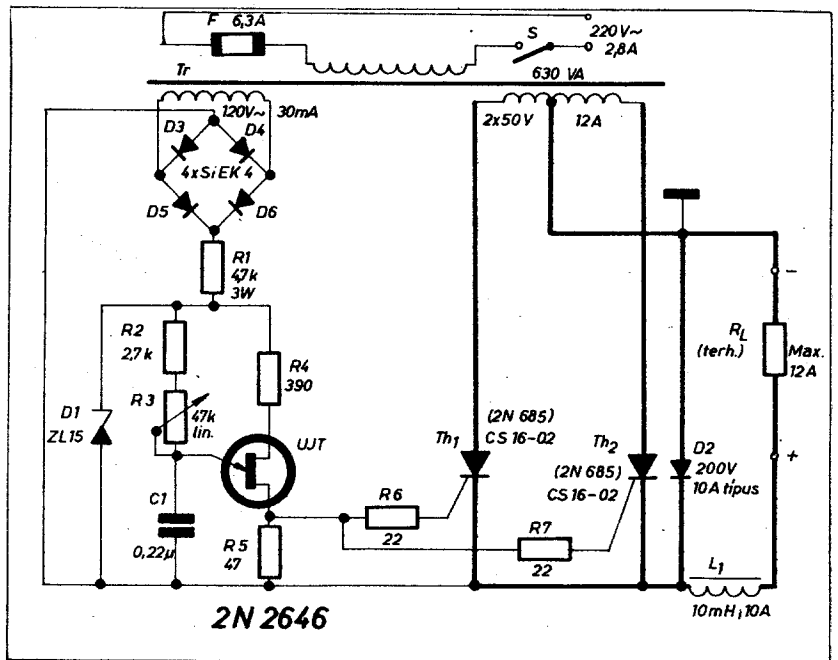 F 6,3A
S
220V~
2,8A
Tr
630 VA
120V~ 30mA
2x50V 12A
D3 D4
4xSiEK4
D5 D6
R1
4,7k
3W
R2
2,7k
R4
390
R3
47k
lin.
D1
ZL15
UJT
C1
0,22µ
R5
47
R6
22
R7
22
Th1
(2N 685)
CS 16-02
Th2
(2N 685)
CS 16-02
D2
200V
10A típus
RL
(terh.)
Max.
12A
−
+
L1
10mH, 10A
2N 2646